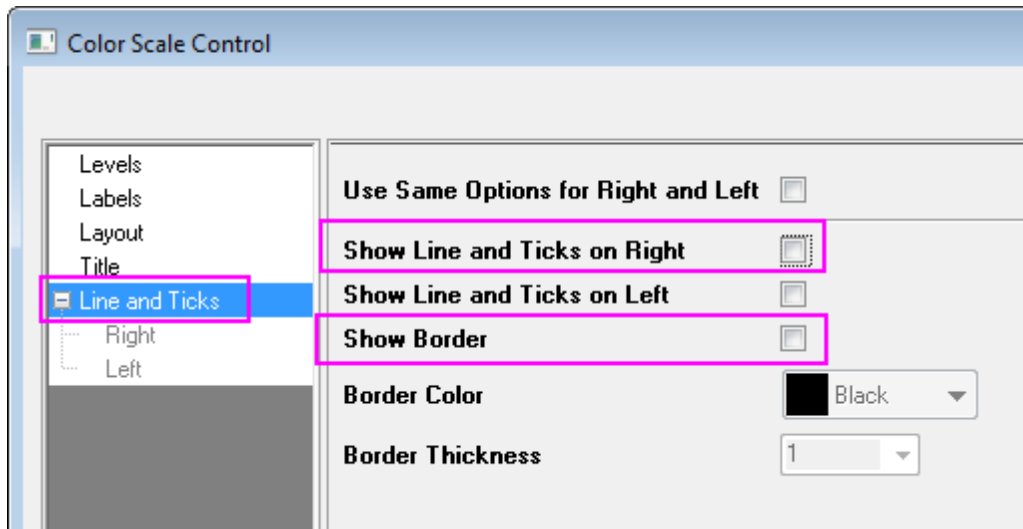 Color Scale Control
Levels
Labels
Layout
Title
Line and Ticks
Right
Left
Use Same Options for Right and Left
Show Line and Ticks on Right
Show Line and Ticks on Left
Show Border
Border Color
Black
Border Thickness
1